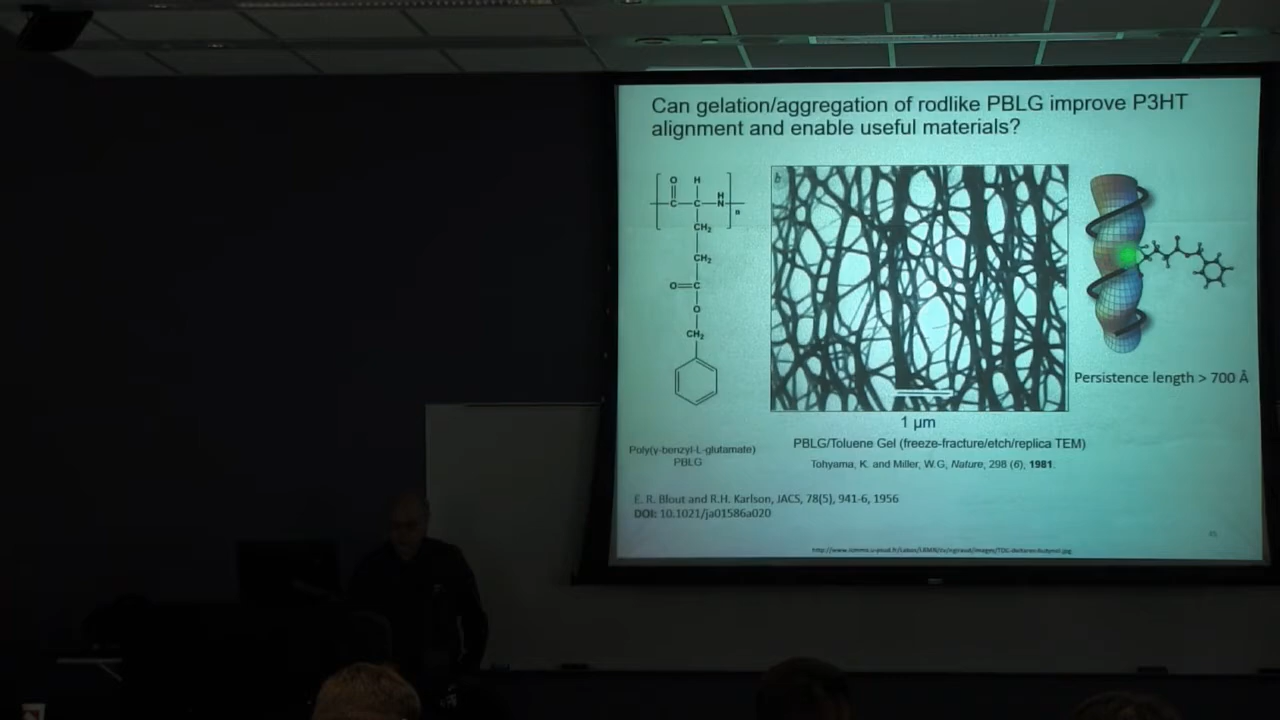 Can gelation/aggregation of rodlike PBLG improve P3HT
alignment and enable useful materials?
O H
C C N
H
n
CH2
CH2
O=C
O
CH2
b
Persistence length > 700 Å
1 µm
PBLG/Toluene Gel (freeze-fracture/etch/replica TEM)
Tohyama, K. and Miller, W.G, Nature, 298 (6), 1981.
Poly(γ-benzyl-L-glutamate)
PBLG
E. R. Blout and R.H. Karlson, JACS, 78(5), 941-6, 1956
DOI: 10.1021/ja01586a020
45